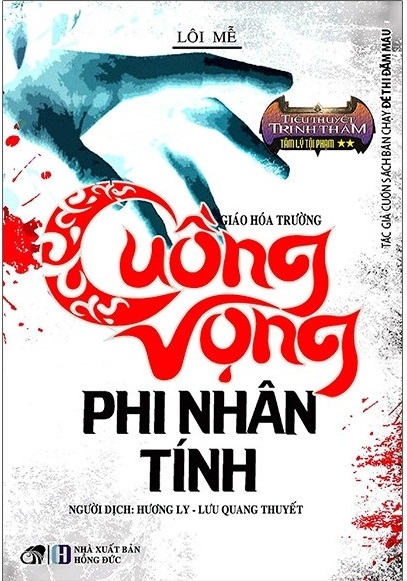 LÔI MỄ
TÁC GIẢ CUỐN SÁCH BÁN CHẠY ĐỀ THI ĐẪM MÁU
TIỂU THUYẾT
TRINH THÁM
TÂM LÝ TỘI PHẠM ★★
GIÁO HÓA TRƯỜNG
Cuồng
vọng
PHI NHÂN
TÍNH
NGƯỜI DỊCH: HƯƠNG LY - LƯU QUANG THUYẾT
NHÀ XUẤT BẢN
HỒNG ĐỨC